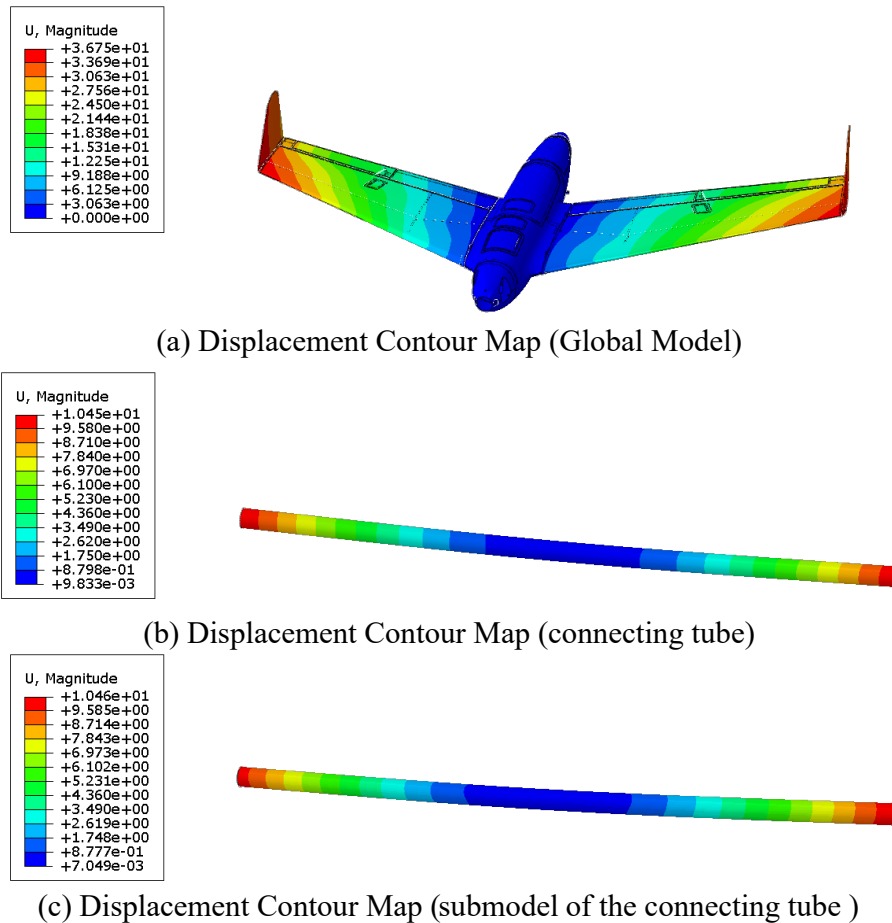 U, Magnitude
+3.675e+01
+3.369e+01
+3.063e+01
+2.756e+01
+2.450e+01
+2.144e+01
+1.838e+01
+1.531e+01
+1.225e+01
+9.188e+00
+6.125e+00
+3.063e+00
+0.000e+00
(a) Displacement Contour Map (Global Model)
U, Magnitude
+1.045e+01
+9.580e+00
+8.710e+00
+7.840e+00
+6.970e+00
+6.100e+00
+5.230e+00
+4.360e+00
+3.490e+00
+2.620e+00
+1.750e+00
+8.798e-01
+9.833e-03
(b) Displacement Contour Map (connecting tube)
U, Magnitude
+1.046e+01
+9.585e+00
+8.714e+00
+7.843e+00
+6.973e+00
+6.102e+00
+5.231e+00
+4.360e+00
+3.490e+00
+2.619e+00
+1.748e+00
+8.777e-01
+7.049e-03
(c) Displacement Contour Map (submodel of the connecting tube )